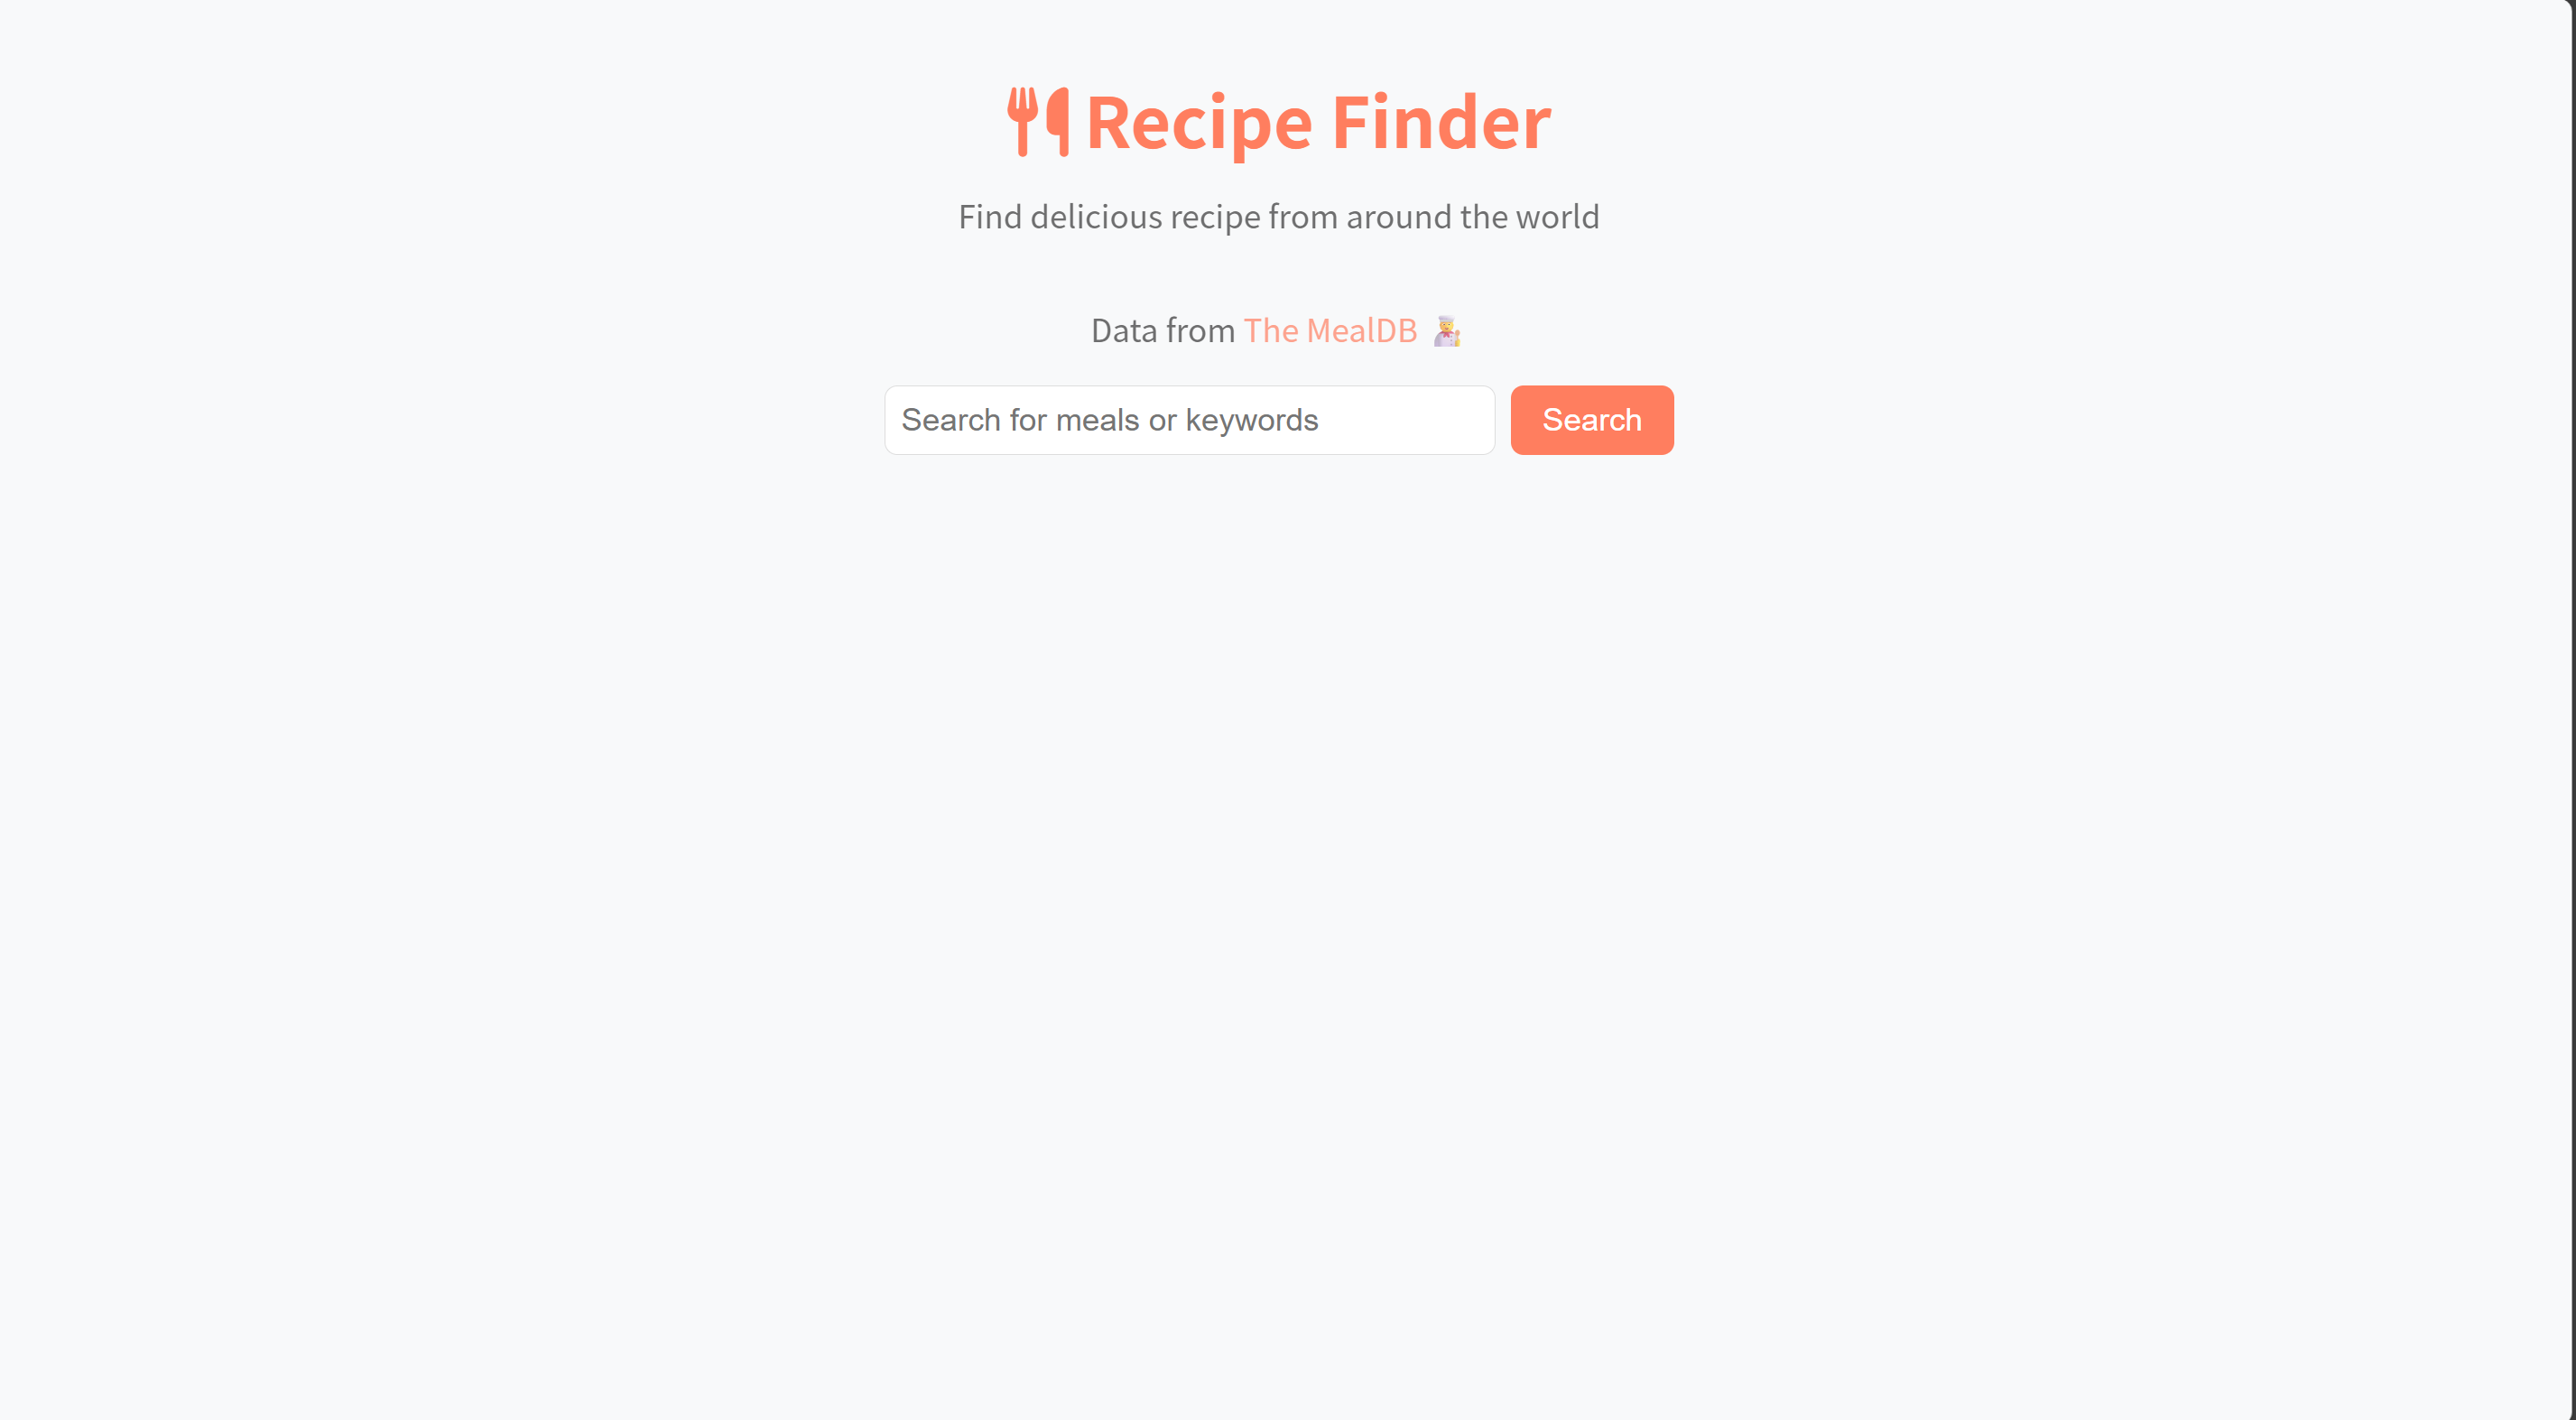 Recipe Finder
Find delicious recipe from around the world
Data from The MealDB
Search for meals or keywords
Search